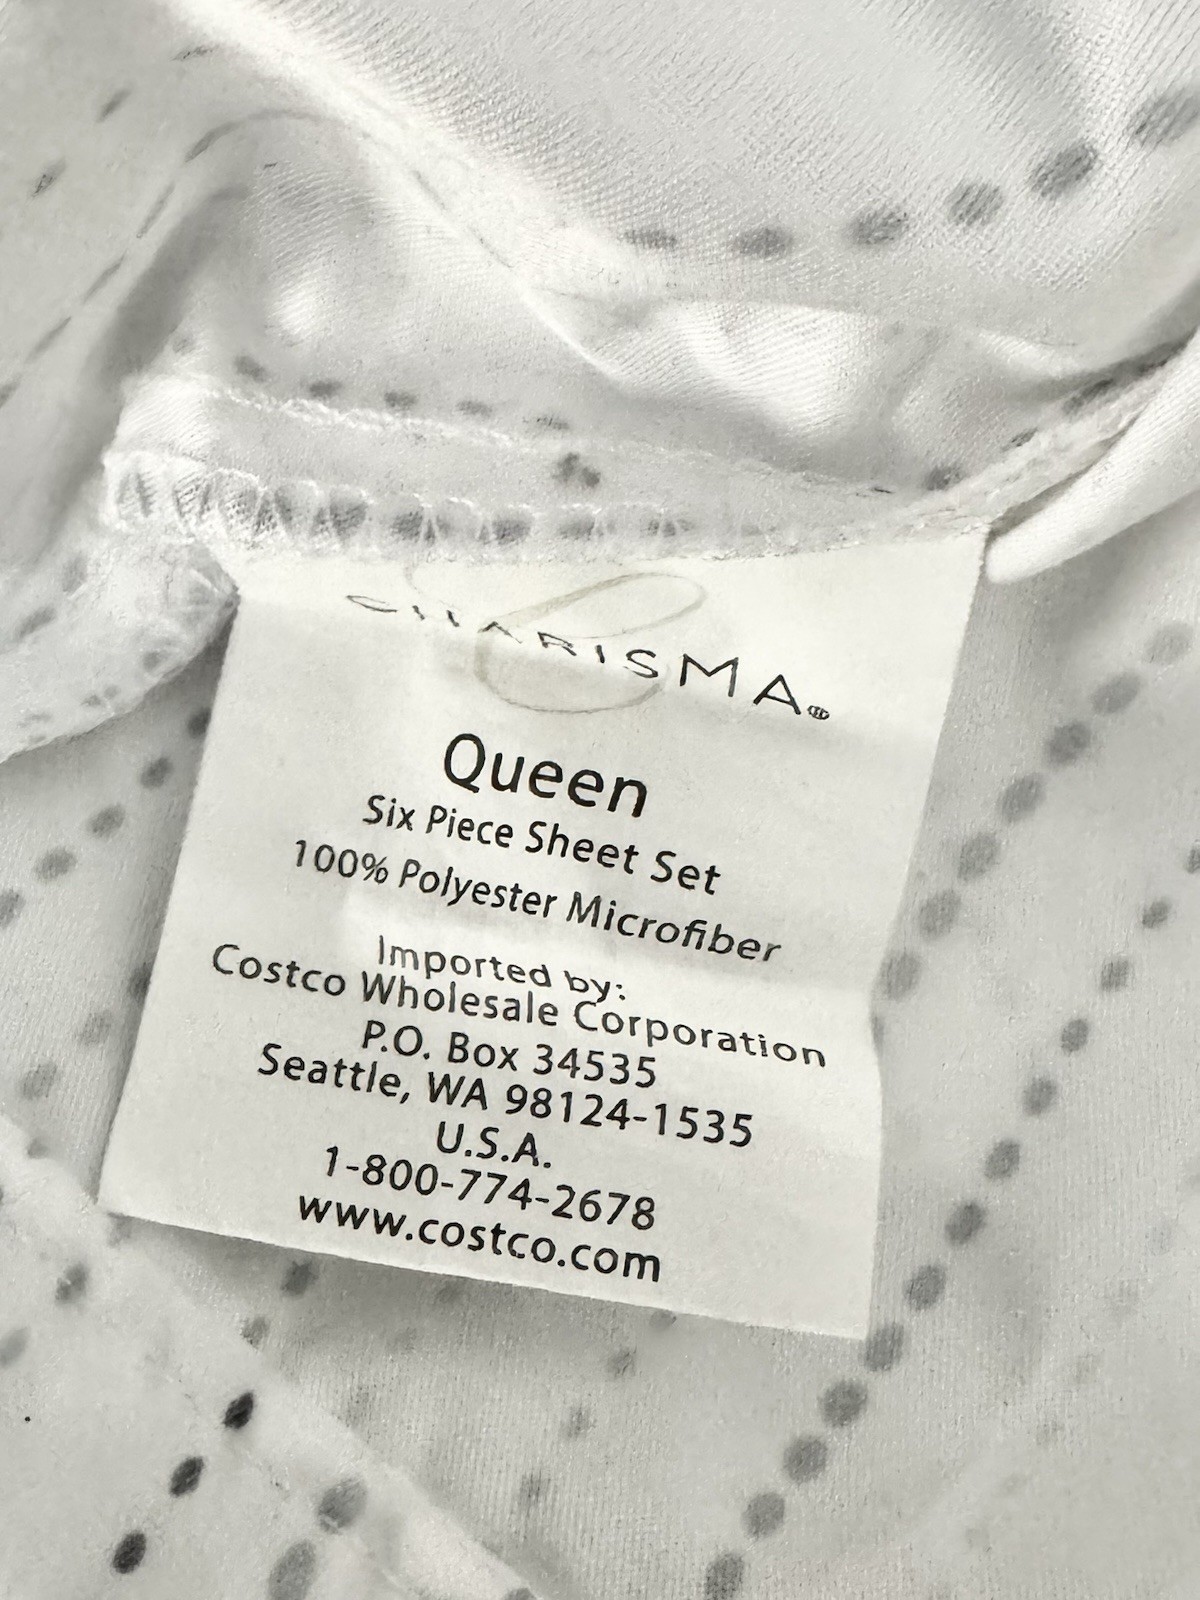 CHARISMA®
Queen
Six Piece Sheet Set
100% Polyester Microfiber
Imported by:
Costco Wholesale Corporation
P.O. Box 34535
Seattle, WA 98124-1535
U.S.A.
1-800-774-2678
www.costco.com